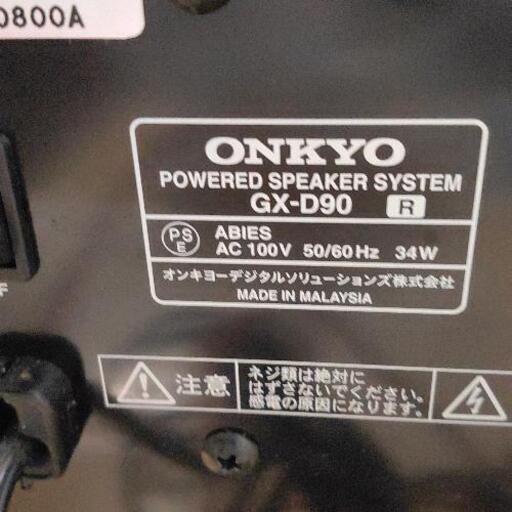 0800A
ONKYO
POWERED SPEAKER SYSTEM
GX-D90 R
PSE ABIES
AC 100V 50/60Hz 34W
オンキヨーデジタルソリューションズ株式会社
MADE IN MALAYSIA
F
注意
ネジ類は絶対に
はずさないでください。
感電の原因になります。